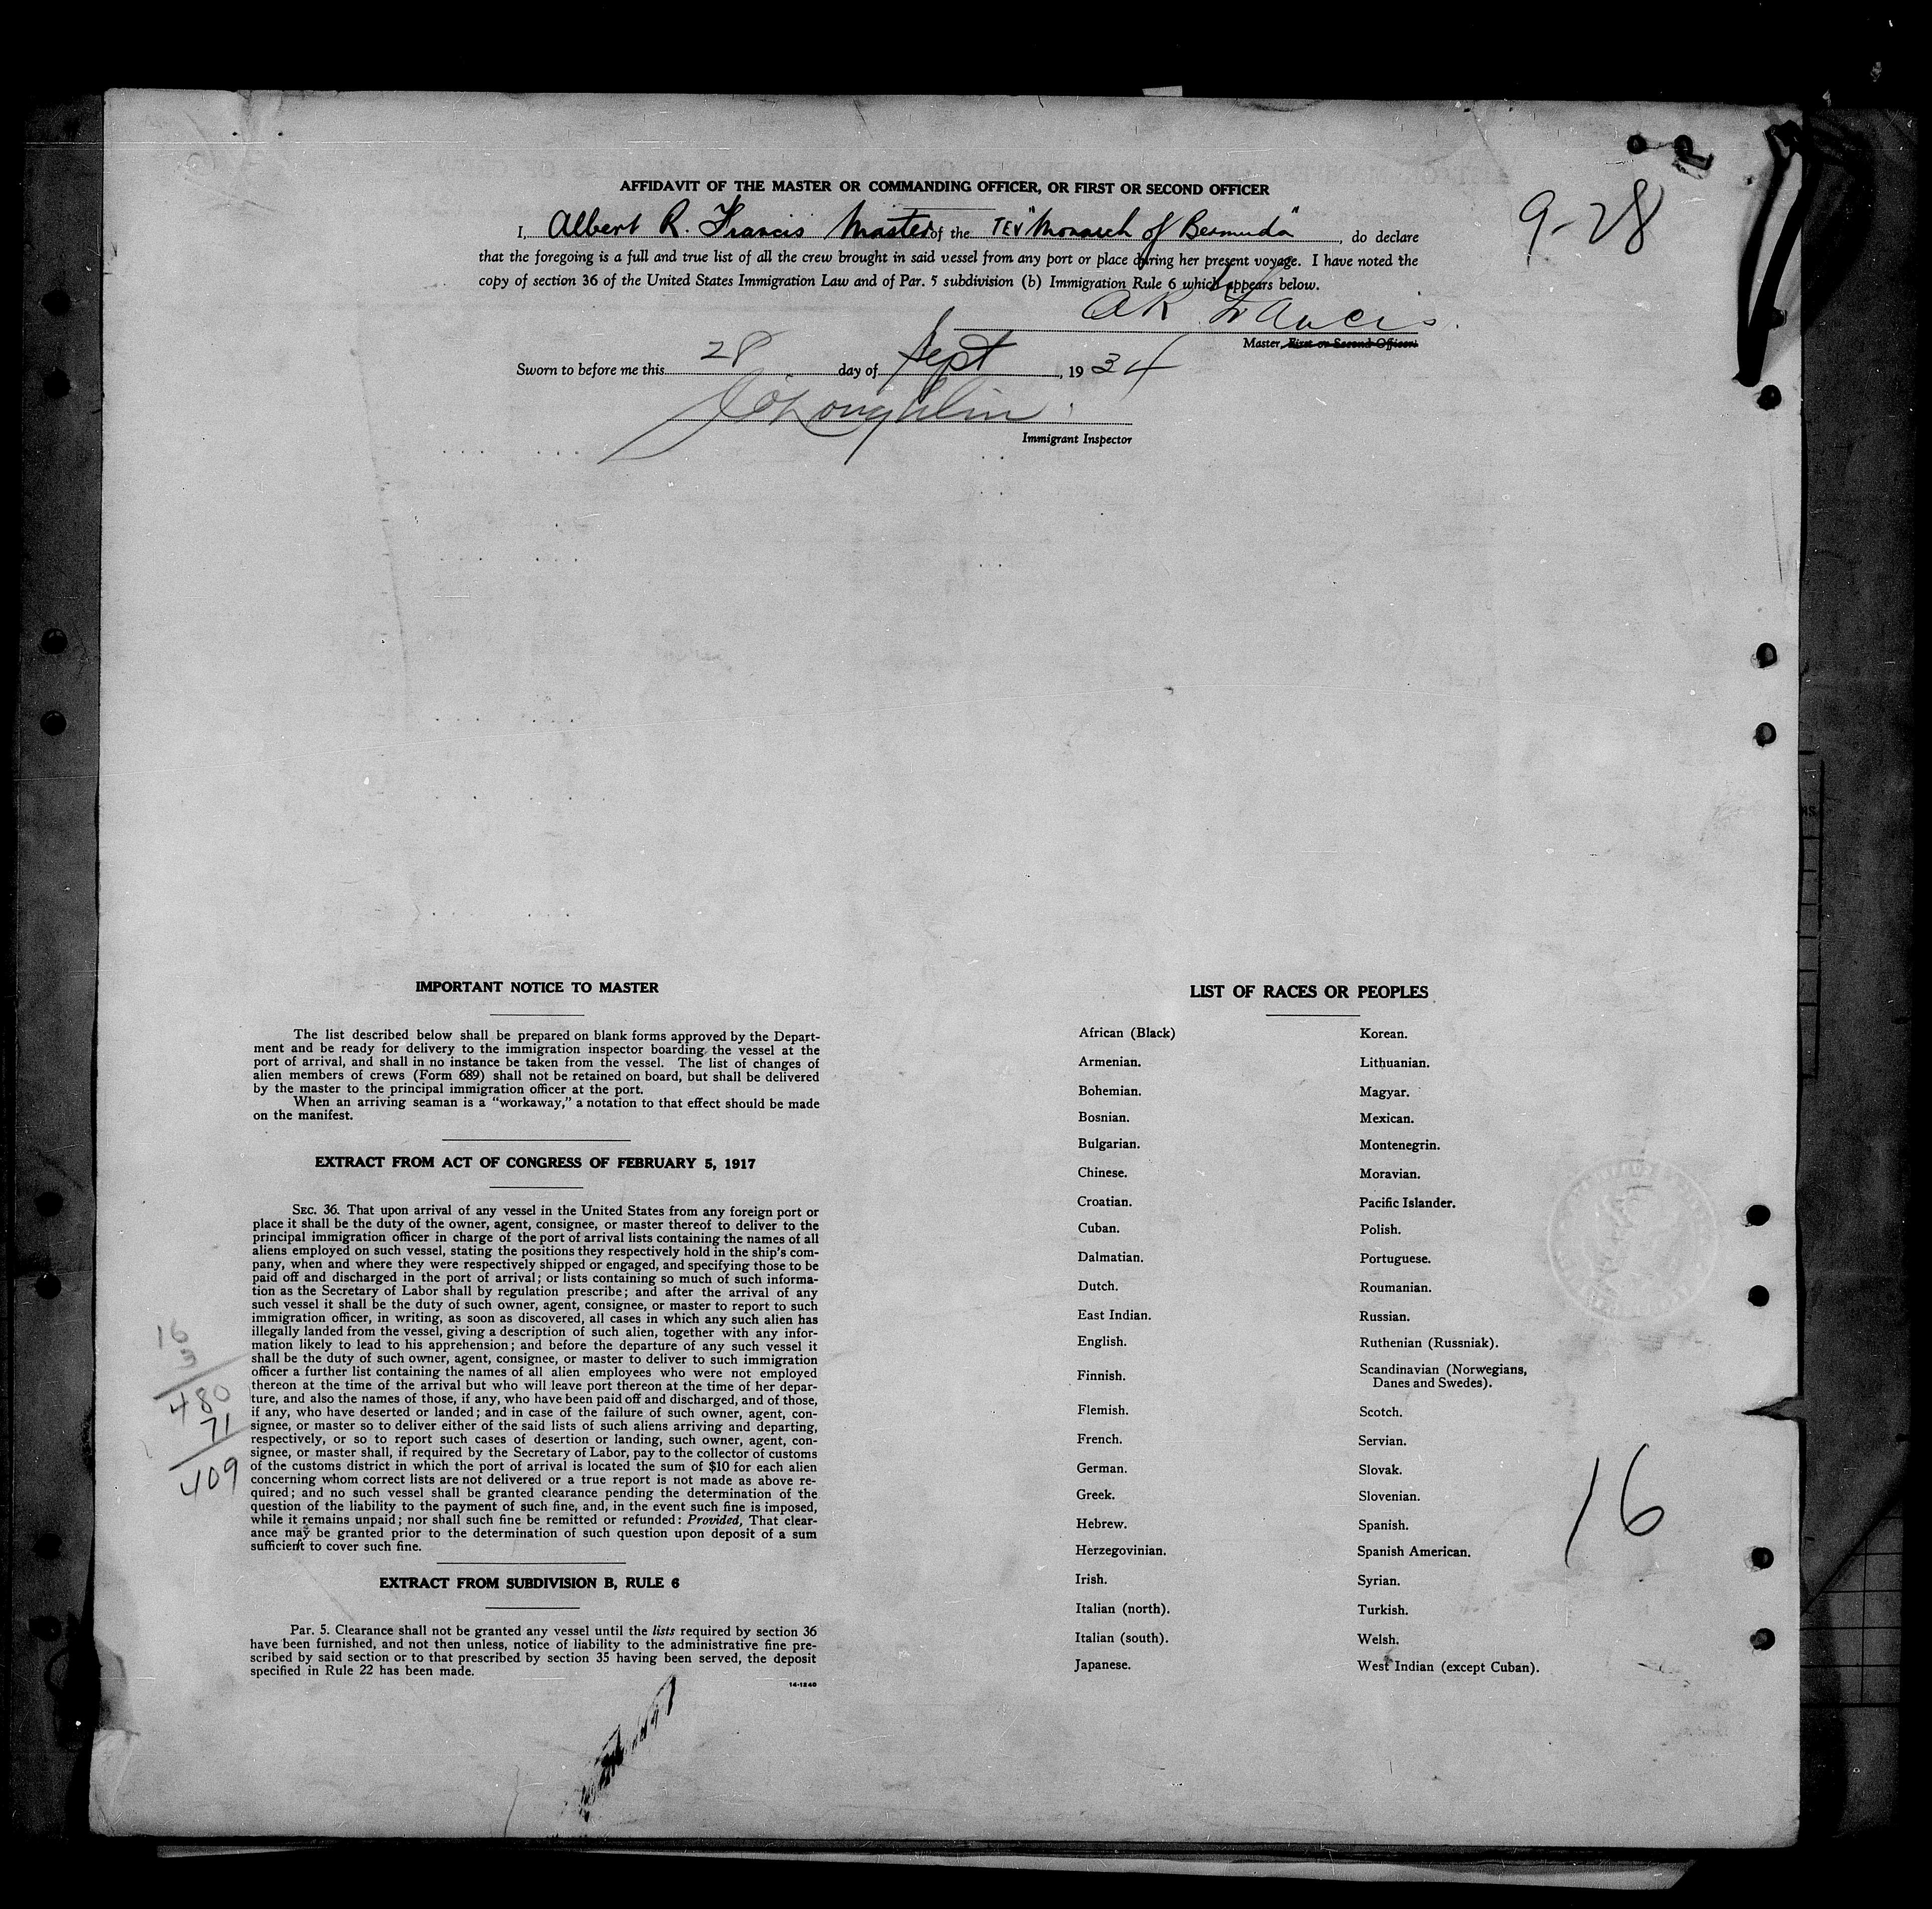 AFFIDAVIT OF THE MASTER OR COMMANDING OFFICER, OR FIRST OR SECOND OFFICER
I, Albert R. Francis Master of the TEV "Monarch of Bermuda", do declare
that the foregoing is a full and true list of all the crew brought in said vessel from any port or place during her present voyage. I have noted the
copy of section 36 of the United States Immigration Law and of Par. 5 subdivision (b) Immigration Rule 6 which appears below.
9-28
A R Francis
Master, First or Second Officer.
Sworn to before me this 28 day of Sept, 1934
O'Loughlin
Immigrant Inspector
IMPORTANT NOTICE TO MASTER
The list described below shall be prepared on blank forms approved by the Depart-
ment and be ready for delivery to the immigration inspector boarding the vessel at the
port of arrival, and shall in no instance be taken from the vessel. The list of changes of
alien members of crews (Form 689) shall not be retained on board, but shall be delivered
by the master to the principal immigration officer at the port.
When an arriving seaman is a "workaway," a notation to that effect should be made
on the manifest.
EXTRACT FROM ACT OF CONGRESS OF FEBRUARY 5, 1917
SEC. 36. That upon arrival of any vessel in the United States from any foreign port or
place it shall be the duty of the owner, agent, consignee, or master thereof to deliver to the
principal immigration officer in charge of the port of arrival lists containing the names of all
aliens employed on such vessel, stating the positions they respectively hold in the ship's com-
pany, when and where they were respectively shipped or engaged, and specifying those to be
paid off and discharged in the port of arrival; or lists containing so much of such informa-
tion as the Secretary of Labor shall by regulation prescribe; and after the arrival of any
such vessel it shall be the duty of such owner, agent, consignee, or master to report to such
immigration officer, in writing, as soon as discovered, all cases in which any such alien has
illegally landed from the vessel, giving a description of such alien, together with any infor-
mation likely to lead to his apprehension; and before the departure of any such vessel it
shall be the duty of such owner, agent, consignee, or master to deliver to such immigration
officer a further list containing the names of all alien employees who were not employed
thereon at the time of the arrival but who will leave port thereon at the time of her depar-
ture, and also the names of those, if any, who have been paid off and discharged, and of those,
if any, who have deserted or landed; and in case of the failure of such owner, agent, con-
signee, or master so to deliver either of the said lists of such aliens arriving and departing,
respectively, or so to report such cases of desertion or landing, such owner, agent, con-
signee, or master shall, if required by the Secretary of Labor, pay to the collector of customs
of the customs district in which the port of arrival is located the sum of $10 for each alien
concerning whom correct lists are not delivered or a true report is not made as above re-
quired; and no such vessel shall be granted clearance pending the determination of the
question of the liability to the payment of such fine, and, in the event such fine is imposed,
while it remains unpaid; nor shall such fine be remitted or refunded: Provided, That clear-
ance may be granted prior to the determination of such question upon deposit of a sum
sufficient to cover such fine.
16
3
480
71
409
EXTRACT FROM SUBDIVISION B, RULE 6
Par. 5. Clearance shall not be granted any vessel until the lists required by section 36
have been furnished, and not then unless, notice of liability to the administrative fine pre-
scribed by said section or to that prescribed by section 35 having been served, the deposit
specified in Rule 22 has been made.
14-1240
LIST OF RACES OR PEOPLES
African (Black)
Armenian.
Bohemian.
Bosnian.
Bulgarian.
Chinese.
Croatian.
Cuban.
Dalmatian.
Dutch.
East Indian.
English.
Finnish.
Flemish.
French.
German.
Greek.
Hebrew.
Herzegovinian.
Irish.
Italian (north).
Italian (south).
Japanese.
Korean.
Lithuanian.
Magyar.
Mexican.
Montenegrin.
Moravian.
Pacific Islander.
Polish.
Portuguese.
Roumanian.
Russian.
Ruthenian (Russniak).
Scandinavian (Norwegians,
Danes and Swedes).
Scotch.
Servian.
Slovak.
Slovenian.
Spanish.
Spanish American.
Syrian.
Turkish.
Welsh.
West Indian (except Cuban).
16